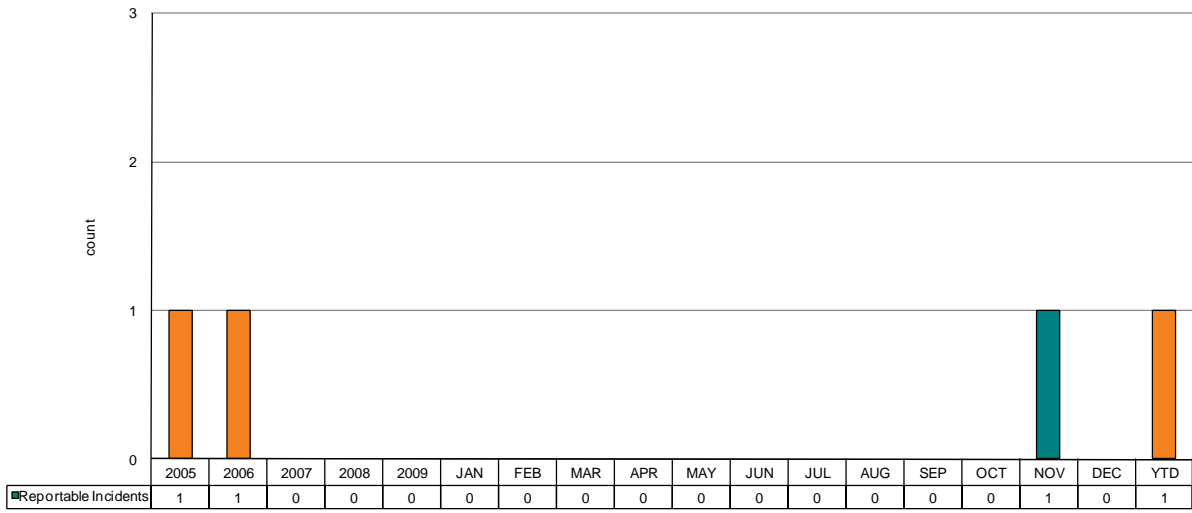 3
2
count
1
0
2005 2006 2007 2008 2009 JAN FEB MAR APR MAY JUN JUL AUG SEP OCT NOV DEC YTD
Reportable Incidents 1 1 0 0 0 0 0 0 0 0 0 0 0 0 0 1 0 1